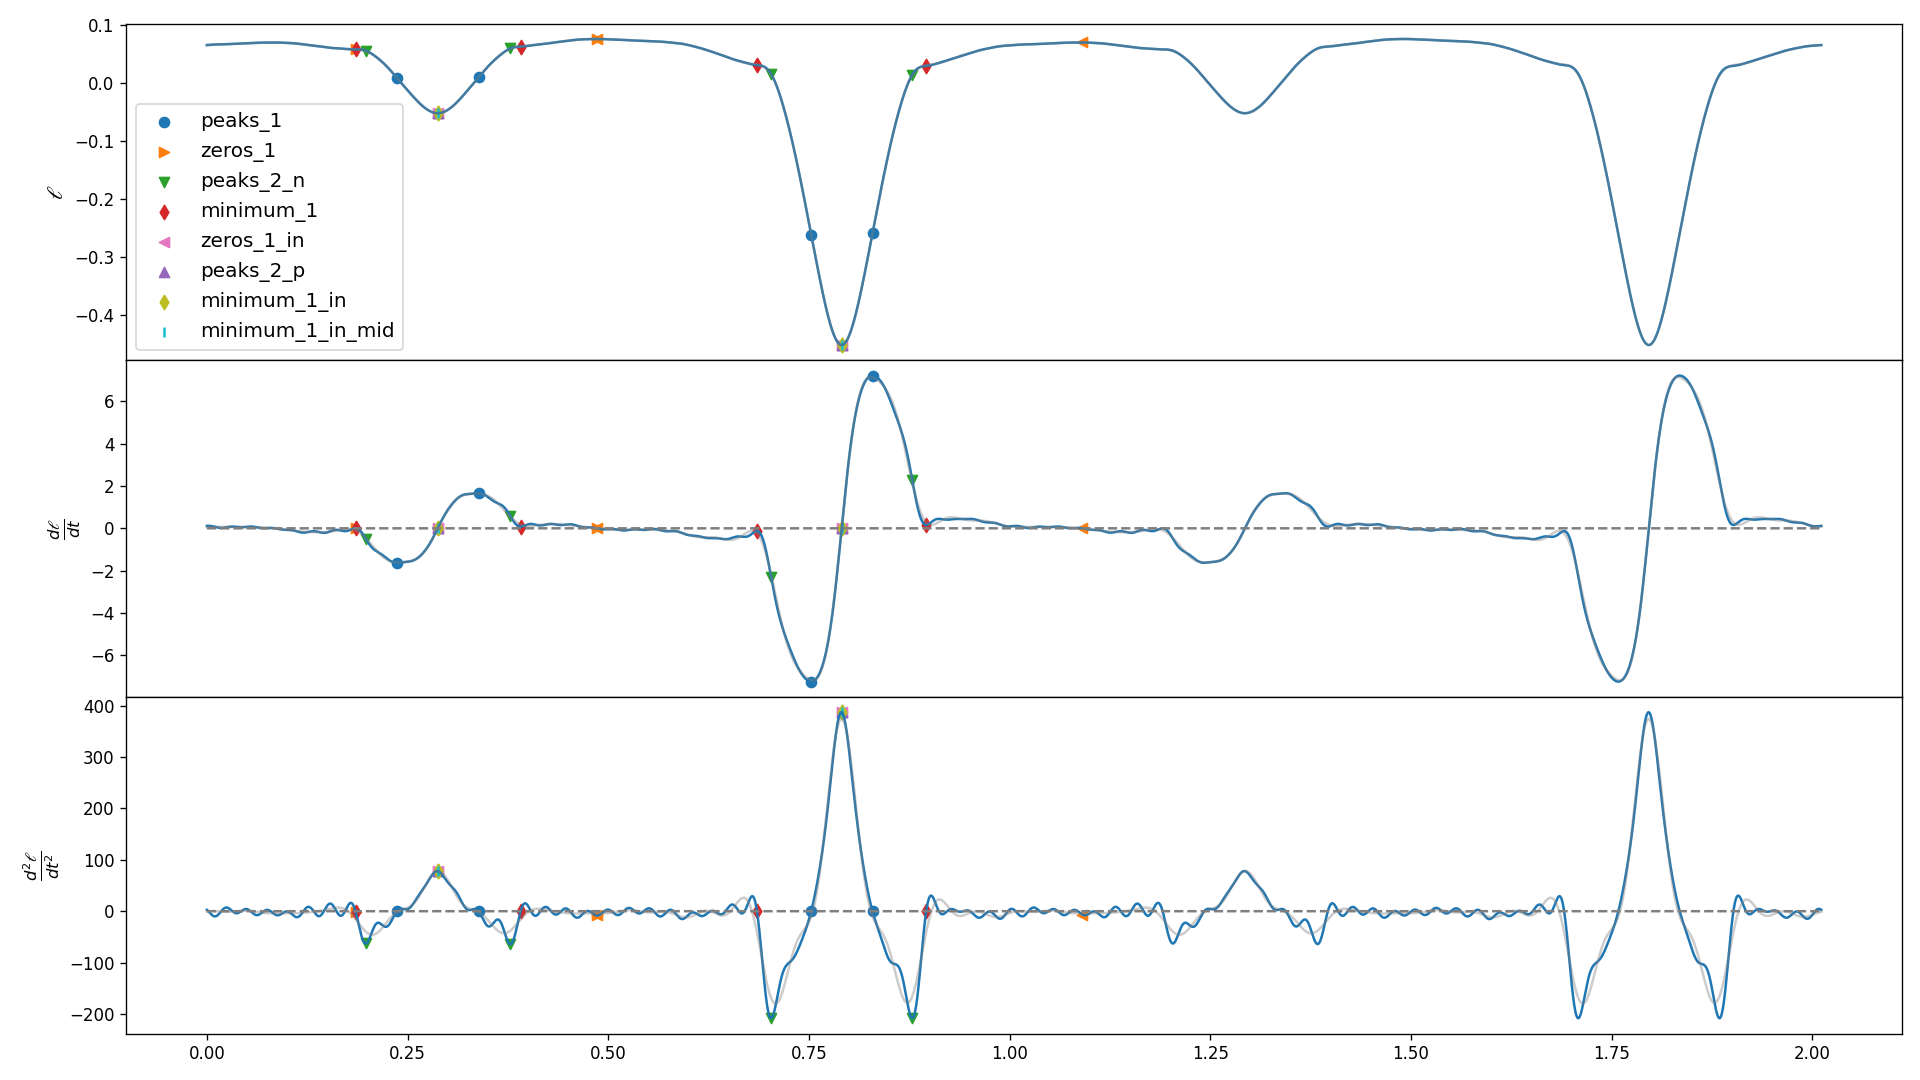 0.1
0.0
−0.1
−0.2
−0.3
−0.4
ℓ
peaks_1
zeros_1
peaks_2_n
minimum_1
zeros_1_in
peaks_2_p
minimum_1_in
minimum_1_in_mid
6
4
2
0
−2
−4
−6
dℓ
dt
400
300
200
100
0
−100
−200
d²ℓ
dt²
0.00 0.25 0.50 0.75 1.00 1.25 1.50 1.75 2.00